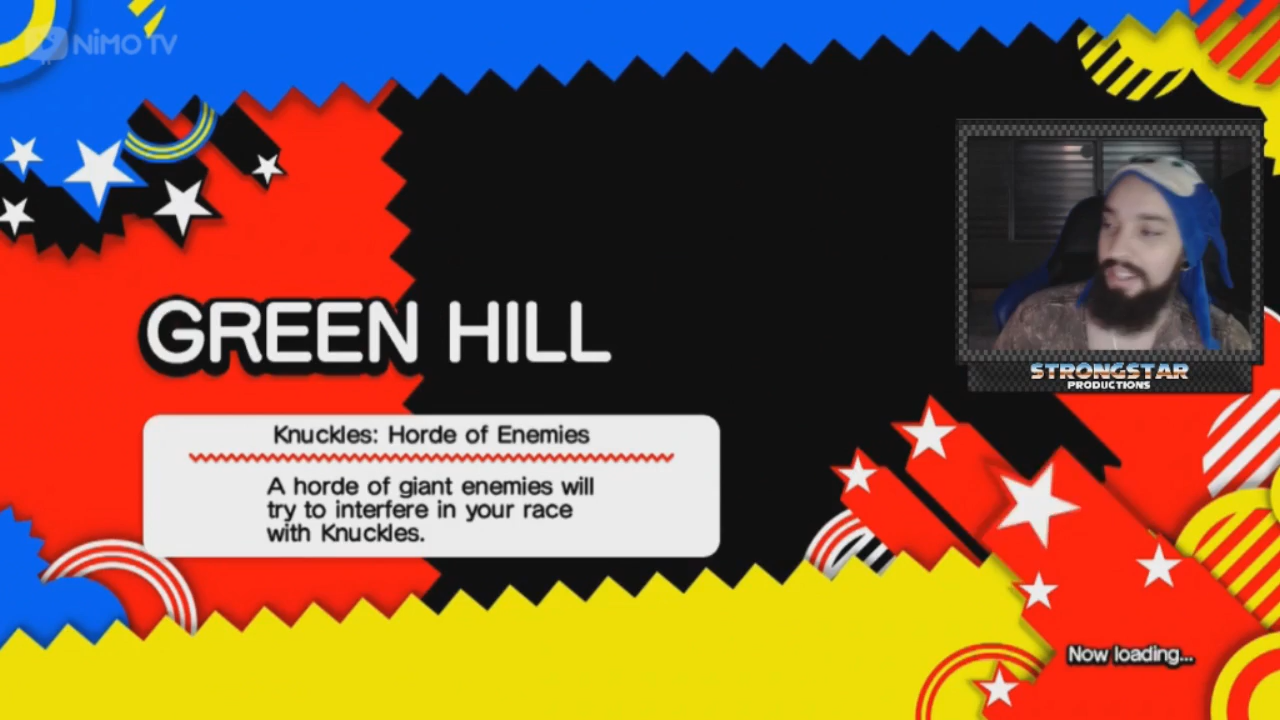 NiMO TV
STRONGSTAR
PRODUCTIONS
GREEN HILL
Knuckles: Horde of Enemies
A horde of giant enemies will
try to interfere in your race
with Knuckles.
Now loading...